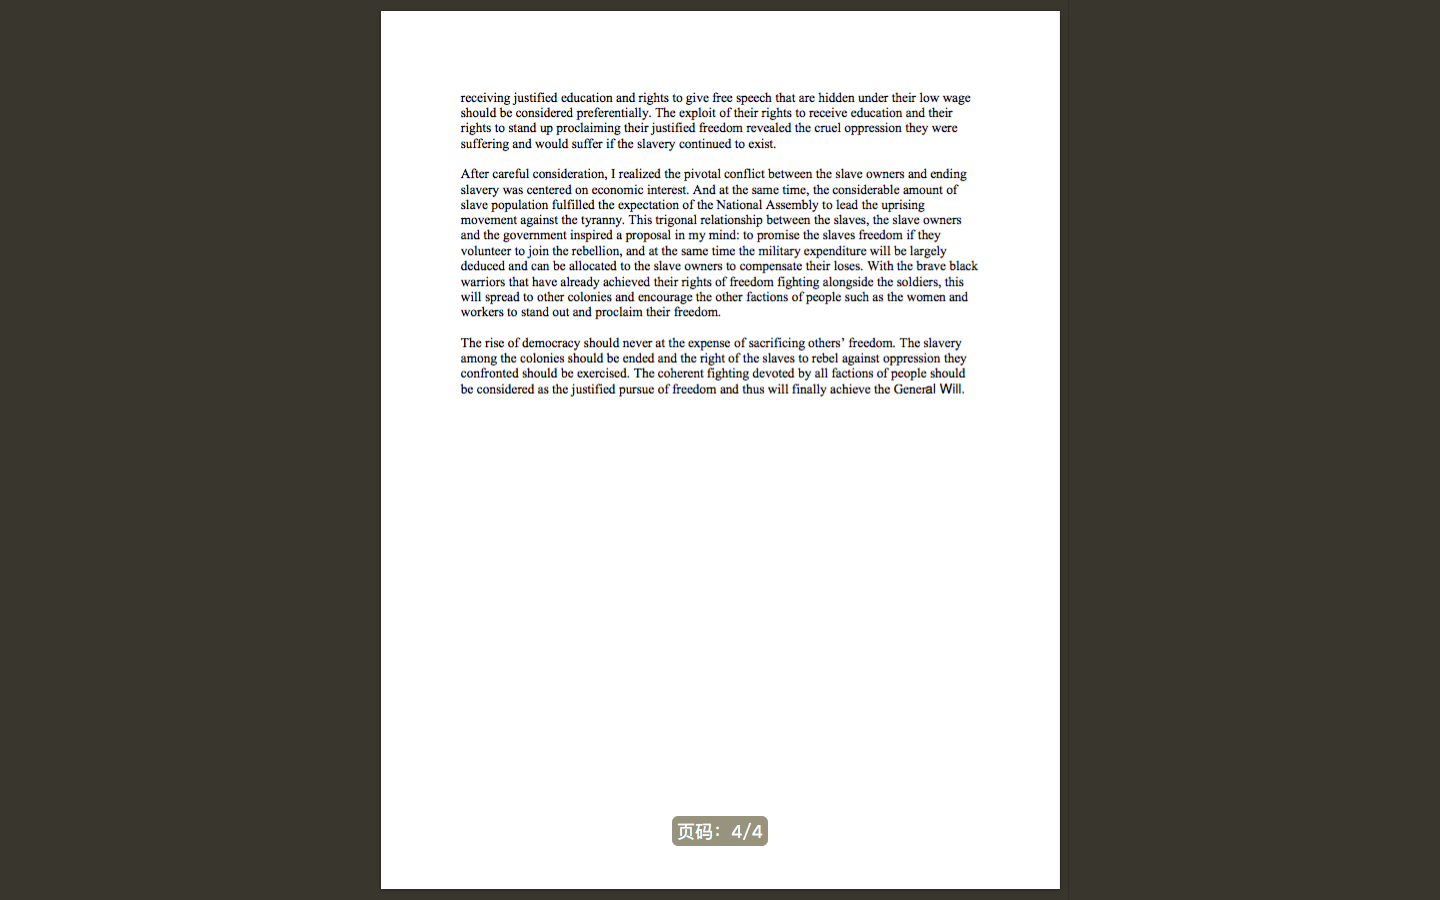 receiving justified education and rights to give free speech that are hidden under their low wage
should be considered preferentially. The exploit of their rights to receive education and their
rights to stand up proclaiming their justified freedom revealed the cruel oppression they were
suffering and would suffer if the slavery continued to exist.
After careful consideration, I realized the pivotal conflict between the slave owners and ending
slavery was centered on economic interest. And at the same time, the considerable amount of
slave population fulfilled the expectation of the National Assembly to lead the uprising
movement against the tyranny. This trigonal relationship between the slaves, the slave owners
and the government inspired a proposal in my mind: to promise the slaves freedom if they
volunteer to join the rebellion, and at the same time the military expenditure will be largely
deduced and can be allocated to the slave owners to compensate their loses. With the brave black
warriors that have already achieved their rights of freedom fighting alongside the soldiers, this
will spread to other colonies and encourage the other factions of people such as the women and
workers to stand out and proclaim their freedom.
The rise of democracy should never at the expense of sacrificing others’ freedom. The slavery
among the colonies should be ended and the right of the slaves to rebel against oppression they
confronted should be exercised. The coherent fighting devoted by all factions of people should
be considered as the justified pursue of freedom and thus will finally achieve the General Will.
页码：4/4